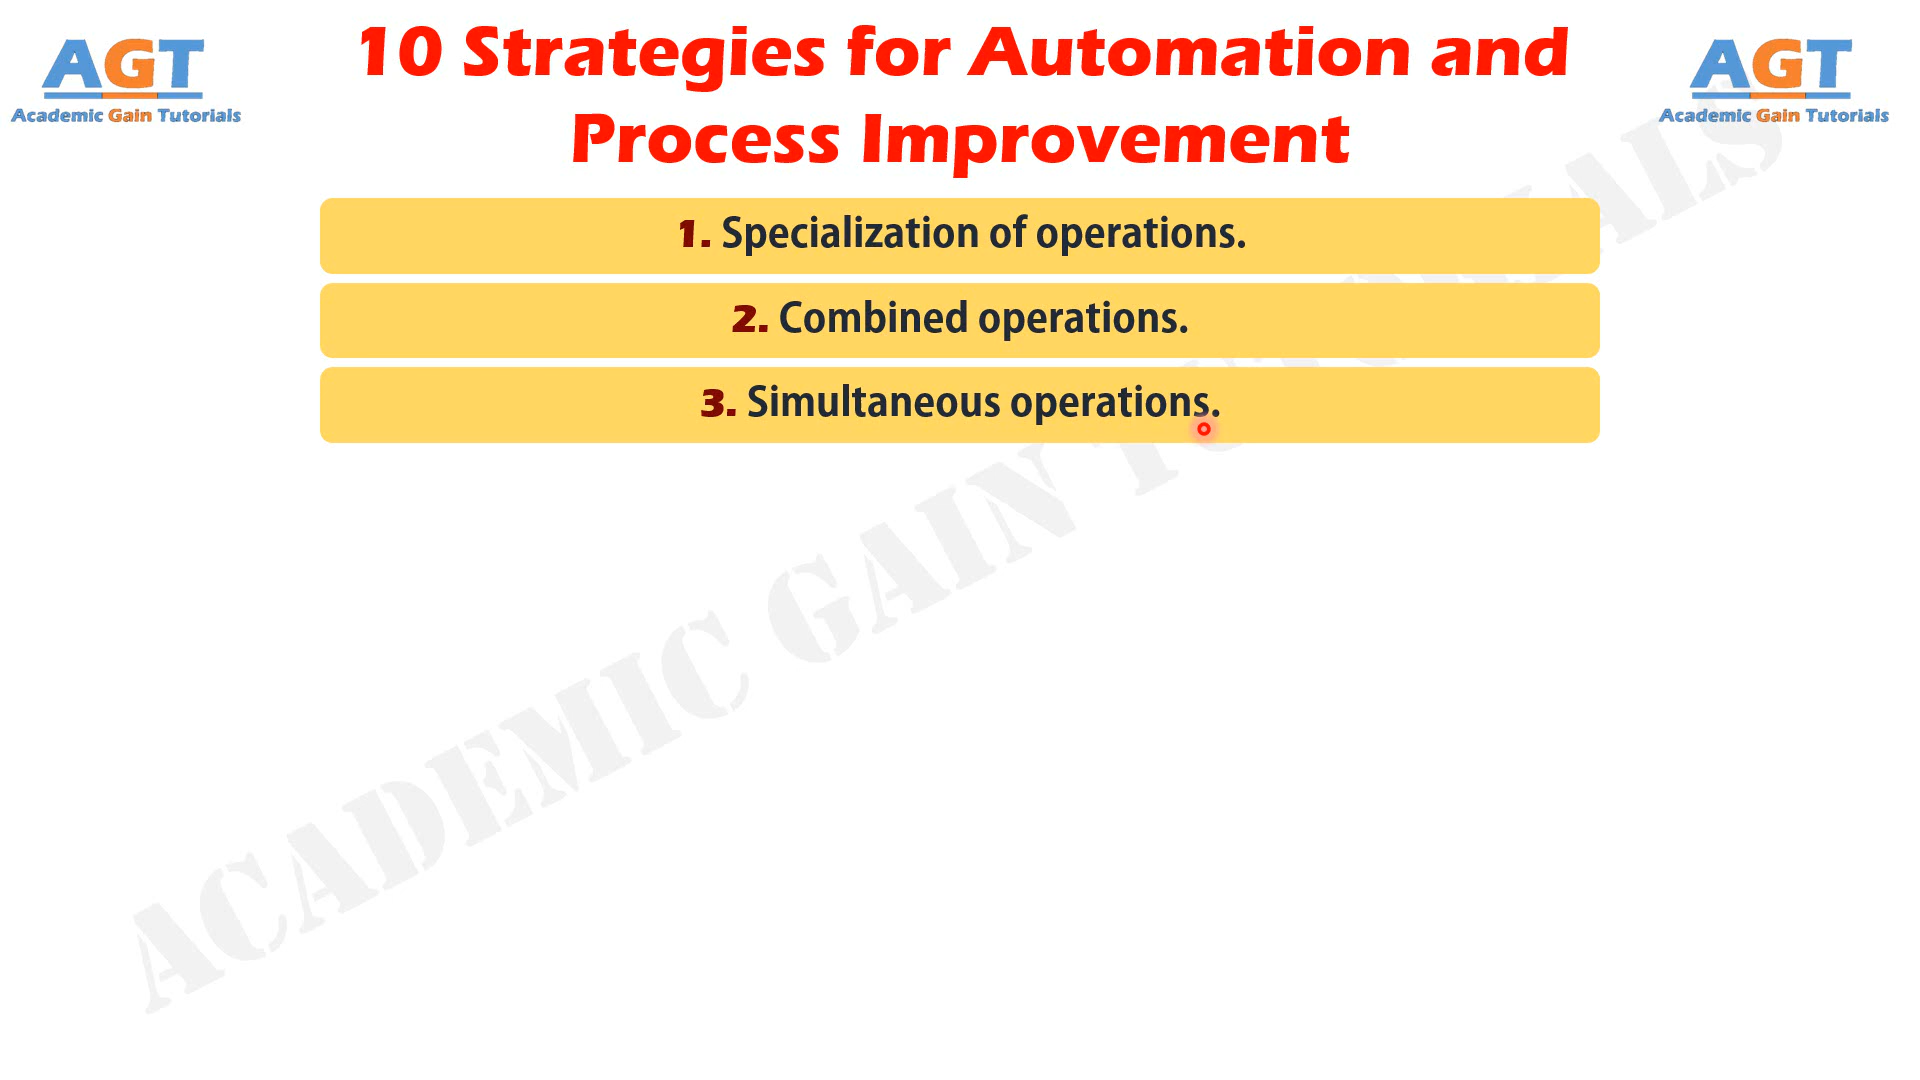 AGT
Academic Gain Tutorials
10 Strategies for Automation and
Process Improvement
AGT
Academic Gain Tutorials
1. Specialization of operations.
2. Combined operations.
3. Simultaneous operations.
ACADEMIC GAIN TUTORIALS